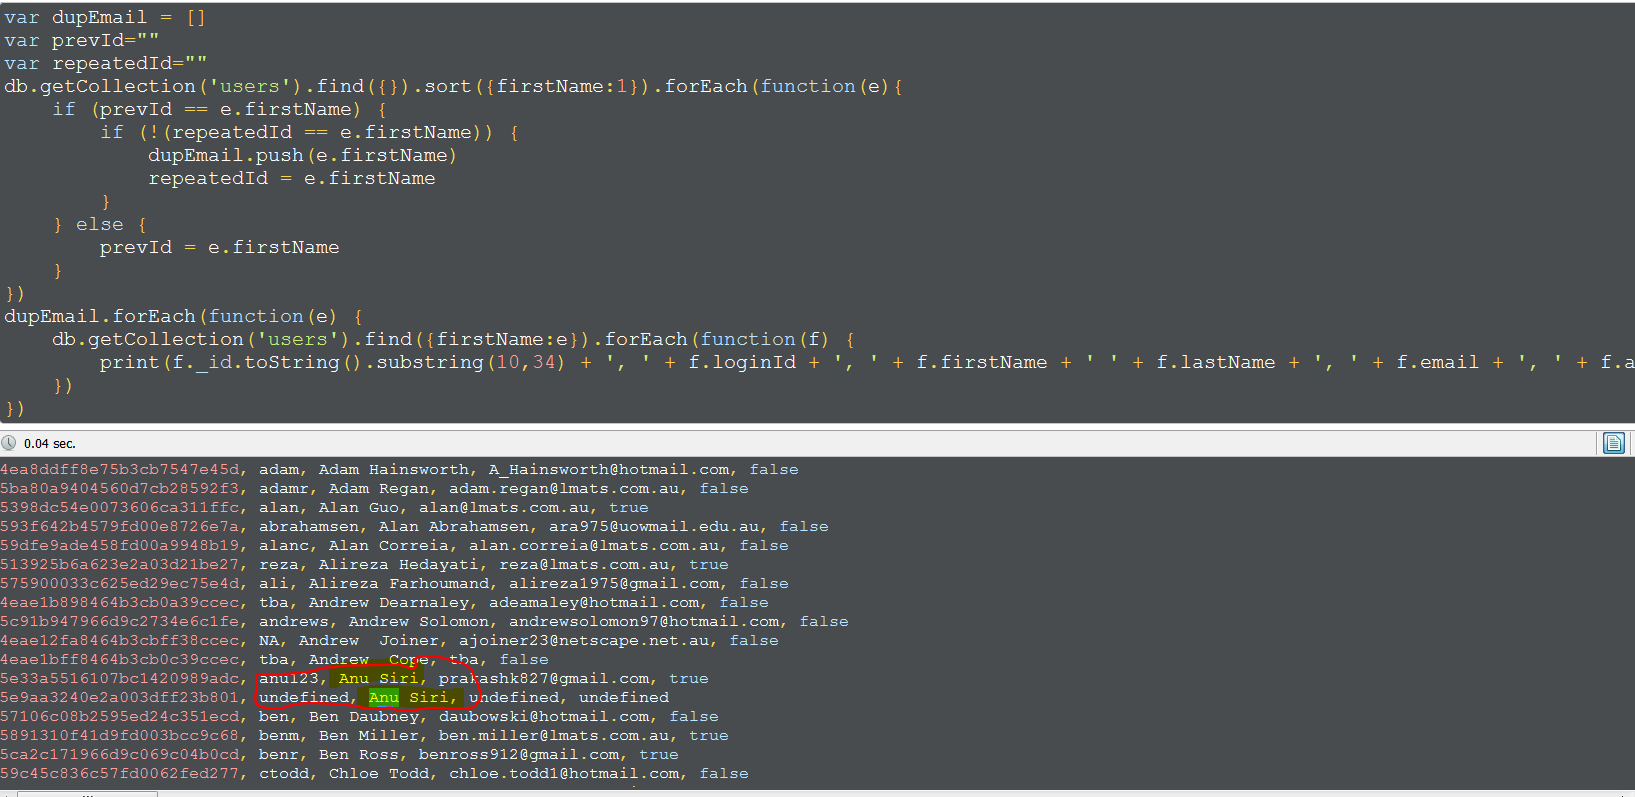 var dupEmail = []
var prevId=""
var repeatedId=""
db.getCollection('users').find({}).sort({firstName:1}).forEach(function(e){
    if (prevId == e.firstName) {
        if (!(repeatedId == e.firstName)) {
            dupEmail.push(e.firstName)
            repeatedId = e.firstName
        }
    } else {
        prevId = e.firstName
    }
})
dupEmail.forEach(function(e) {
    db.getCollection('users').find({firstName:e}).forEach(function(f) {
        print(f._id.toString().substring(10,34) + ', ' + f.loginId + ', ' + f.firstName + ' ' + f.lastName + ', ' + f.email + ', ' + f.a
    })
})
0.04 sec.
4ea8ddff8e75b3cb7547e45d, adam, Adam Hainsworth, A_Hainsworth@hotmail.com, false
5ba80a9404560d7cb28592f3, adamr, Adam Regan, adam.regan@lmats.com.au, false
5398dc54e0073606ca311ffc, alan, Alan Guo, alan@lmats.com.au, true
593f642b4579fd00e8726e7a, abrahamsen, Alan Abrahamsen, ara975@uowmail.edu.au, false
59dfe9ade458fd00a9948b19, alanc, Alan Correia, alan.correia@lmats.com.au, false
513925b6a623e2a03d21be27, reza, Alireza Hedayati, reza@lmats.com.au, true
575900033c625ed29ec75e4d, ali, Alireza Farhoumand, alireza1975@gmail.com, false
4eae1b898464b3cb0a39ccec, tba, Andrew Dearnaley, adeamaley@hotmail.com, false
5c91b947966d9c2734e6c1fe, andrews, Andrew Solomon, andrewsolomon97@hotmail.com, false
4eae12fa8464b3cbff38ccec, NA, Andrew  Joiner, ajoiner23@netscape.net.au, false
4eae1bff8464b3cb0c39ccec, tba, Andrew  Cope, tba, false
5e33a5516107bc1420989adc, anu123, Anu Siri, prakashk827@gmail.com, true
5e9aa3240e2a003dff23b801, undefined, Anu Siri, undefined, undefined
57106c08b2595ed24c351ecd, ben, Ben Daubney, daubowski@hotmail.com, false
5891310f41d9fd003bcc9c68, benm, Ben Miller, ben.miller@lmats.com.au, true
5ca2c171966d9c069c04b0cd, benr, Ben Ross, benross912@gmail.com, true
59c45c836c57fd0062fed277, ctodd, Chloe Todd, chloe.todd1@hotmail.com, false